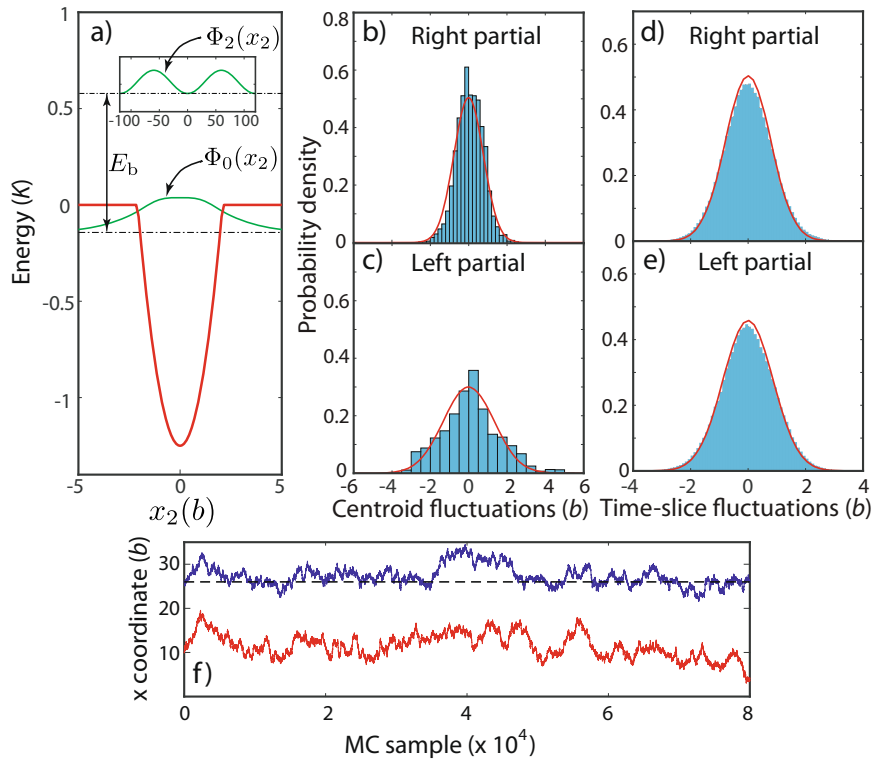 a)
Φ₂(x₂)
-100 -50 0 50 100
E_b
Φ₀(x₂)
1
0.5
0
-0.5
-1
Energy (K)
-5 0 5
x₂(b)
b)
Right partial
0.8
0.6
0.4
0.2
0
c)
Left partial
0.6
0.4
0.2
0
Probability density
-6 -4 -2 0 2 4 6
Centroid fluctuations (b)
d)
Right partial
0.6
0.4
0.2
0.0
e)
Left partial
0.6
0.4
0.2
0
-4 -2 0 2 4
Time-slice fluctuations (b)
30
20
10
x coordinate (b)
f)
0 2 4 6 8
MC sample (x 10⁴)